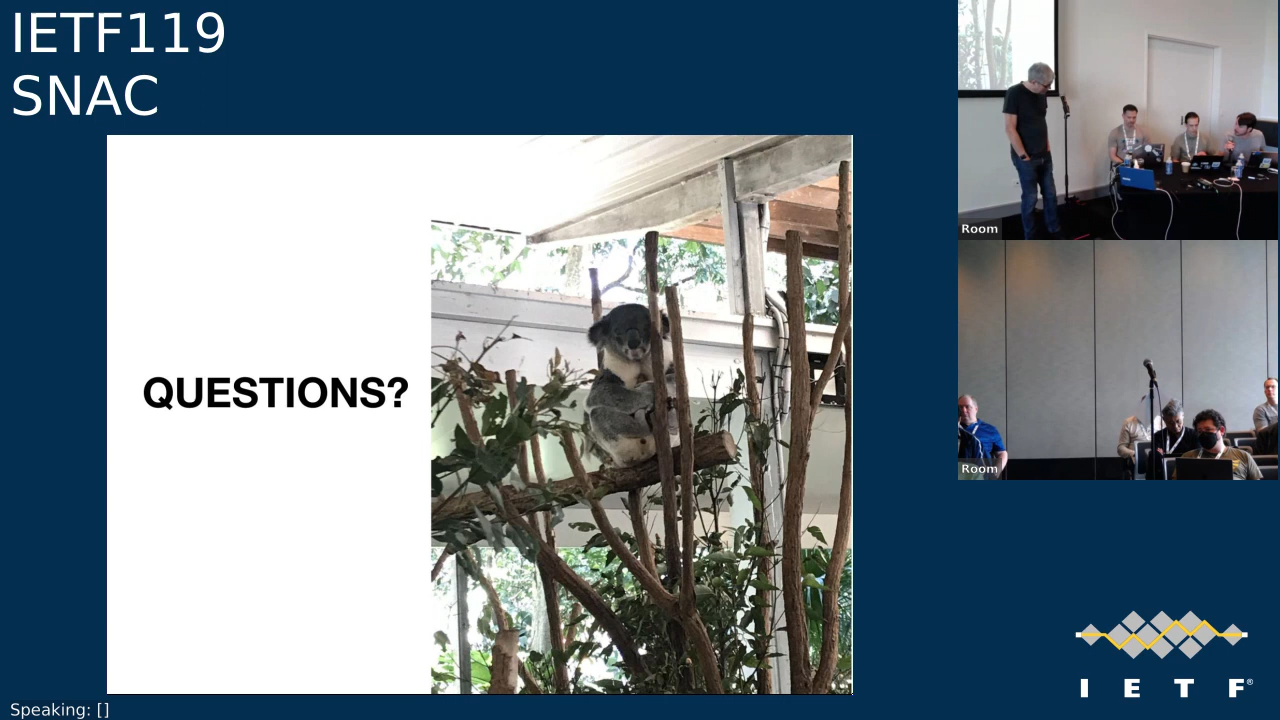 IETF119
SNAC
QUESTIONS?
Room
Room
I E T F®
Speaking: []